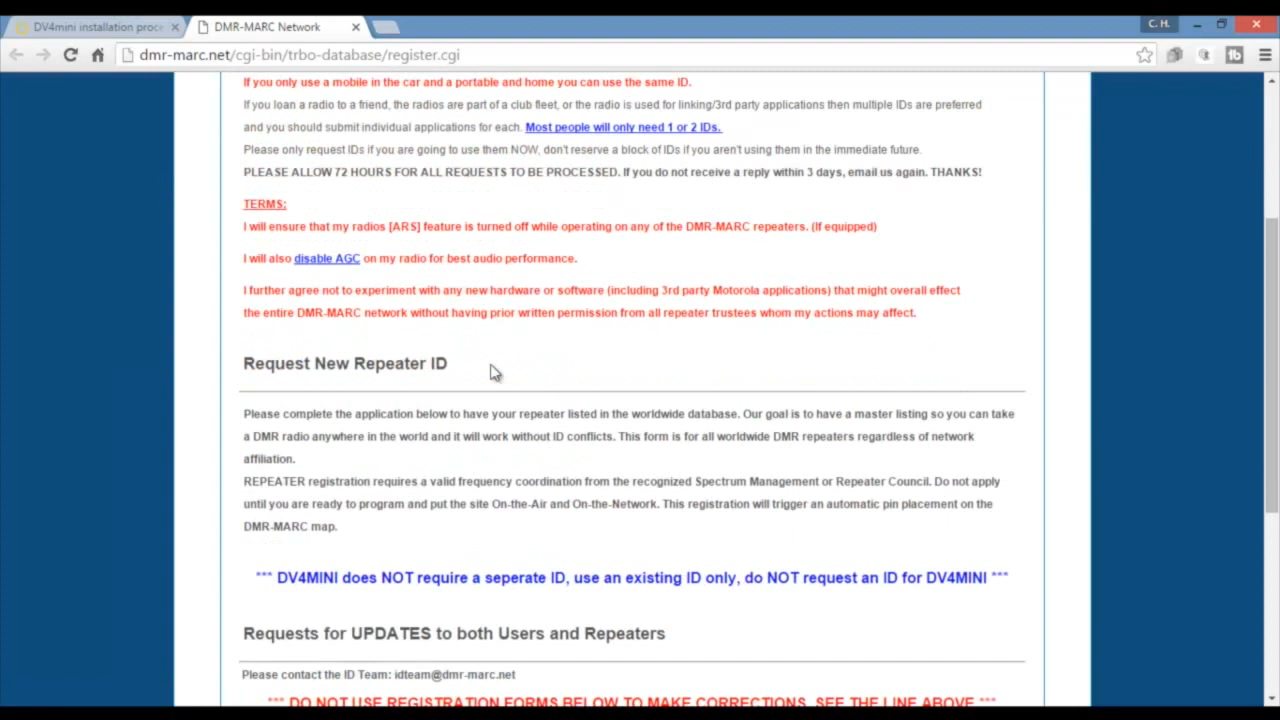 DV4mini installation proce
DMR-MARC Network
C. H.
dmr-marc.net/cgi-bin/trbo-database/register.cgi
If you only use a mobile in the car and a portable and home you can use the same ID.
If you loan a radio to a friend, the radios are part of a club fleet, or the radio is used for linking/3rd party applications then multiple IDs are preferred
and you should submit individual applications for each. Most people will only need 1 or 2 IDs.
Please only request IDs if you are going to use them NOW, don't reserve a block of IDs if you aren't using them in the immediate future.
PLEASE ALLOW 72 HOURS FOR ALL REQUESTS TO BE PROCESSED. If you do not receive a reply within 3 days, email us again. THANKS!
TERMS:
I will ensure that my radios [ARS] feature is turned off while operating on any of the DMR-MARC repeaters. (If equipped)
I will also disable AGC on my radio for best audio performance.
I further agree not to experiment with any new hardware or software (including 3rd party Motorola applications) that might overall effect
the entire DMR-MARC network without having prior written permission from all repeater trustees whom my actions may affect.
Request New Repeater ID
Please complete the application below to have your repeater listed in the worldwide database. Our goal is to have a master listing so you can take
a DMR radio anywhere in the world and it will work without ID conflicts. This form is for all worldwide DMR repeaters regardless of network
affiliation.
REPEATER registration requires a valid frequency coordination from the recognized Spectrum Management or Repeater Council. Do not apply
until you are ready to program and put the site On-the-Air and On-the-Network. This registration will trigger an automatic pin placement on the
DMR-MARC map.
*** DV4MINI does NOT require a seperate ID, use an existing ID only, do NOT request an ID for DV4MINI ***
Requests for UPDATES to both Users and Repeaters
Please contact the ID Team: idteam@dmr-marc.net
*** DO NOT USE REGISTRATION FORMS BELOW TO MAKE CORRECTIONS, SEE THE LINE ABOVE ***